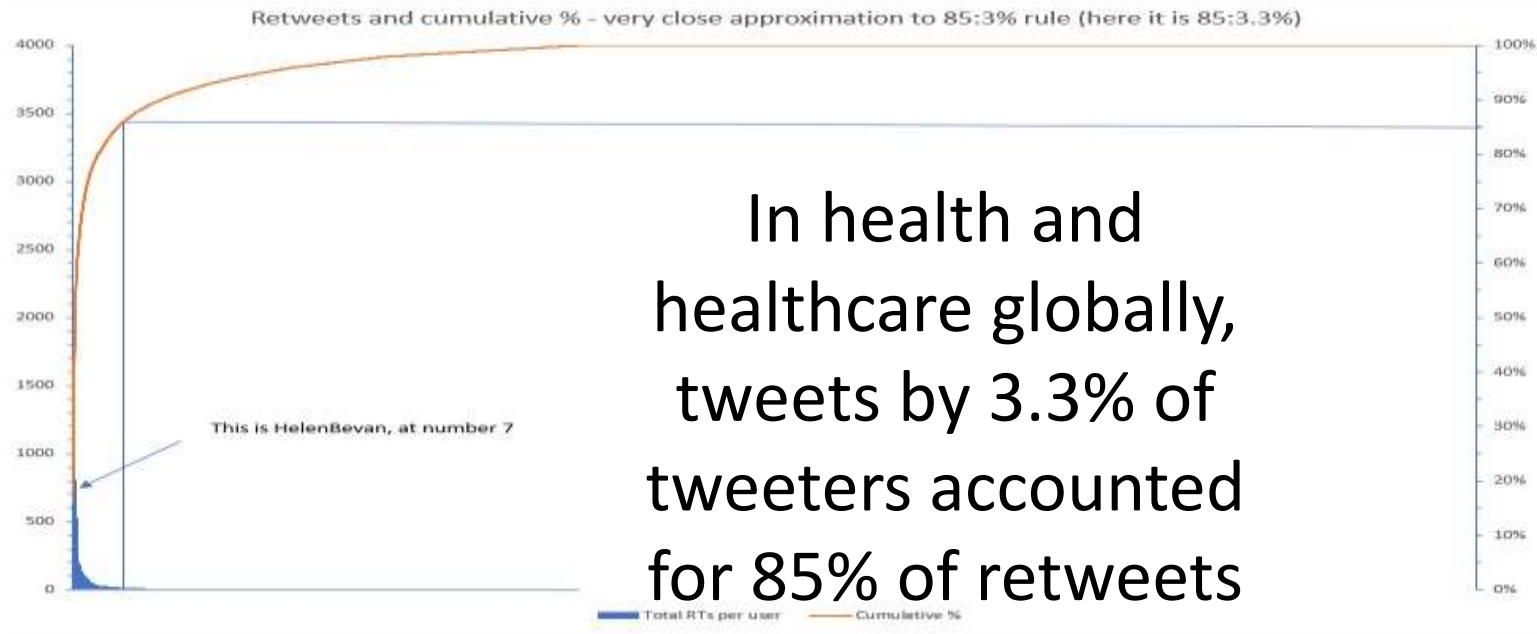 Retweets and cumulative % - very close approximation to 85:3% rule (here it is 85:3.3%)
4000
3500
3000
2500
2000
1500
1000
500
0
100%
90%
80%
70%
60%
50%
40%
30%
20%
10%
0%
This is HelenBevan, at number 7
In health and
healthcare globally,
tweets by 3.3% of
tweeters accounted
for 85% of retweets
Total RTs per user
Cumulative %